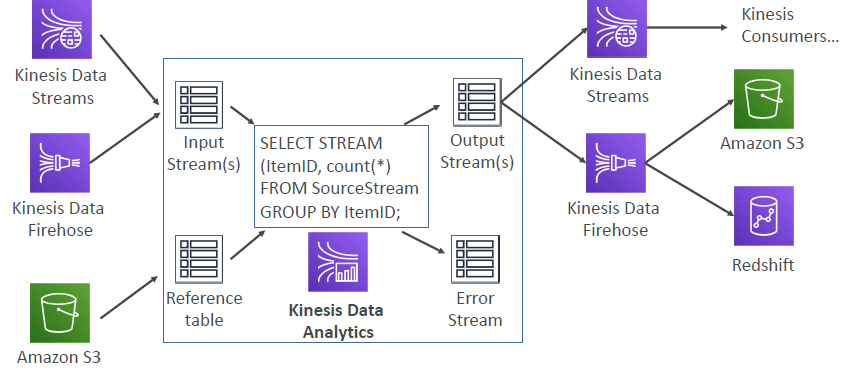 Kinesis Data
Streams
Kinesis Data
Firehose
Amazon S3
Input
Stream(s)
Reference
table
SELECT STREAM
(ItemID, count(*)
FROM SourceStream
GROUP BY ItemID;
Kinesis Data
Analytics
Output
Stream(s)
Error
Stream
Kinesis Data
Streams
Kinesis Data
Firehose
Kinesis
Consumers...
Amazon S3
Redshift